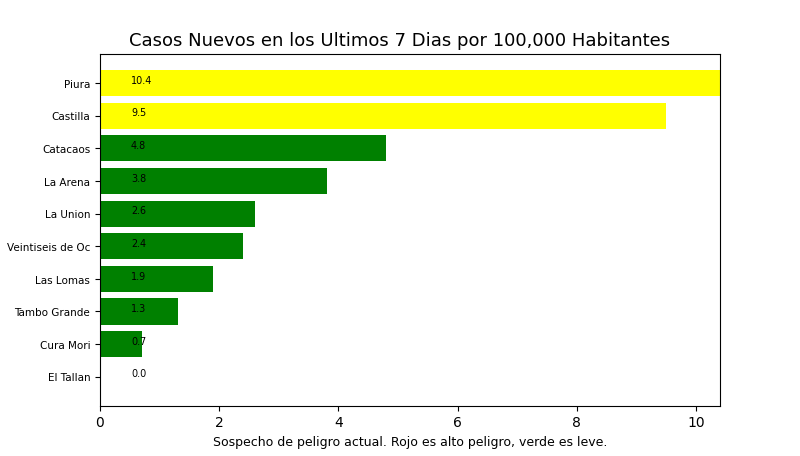 Casos Nuevos en los Ultimos 7 Dias por 100,000 Habitantes
Piura 10.4
Castilla 9.5
Catacaos 4.8
La Arena 3.8
La Union 2.6
Veintiseis de Oc 2.4
Las Lomas 1.9
Tambo Grande 1.3
Cura Mori 0.7
El Tallan 0.0
0 2 4 6 8 10
Sospecho de peligro actual. Rojo es alto peligro, verde es leve.